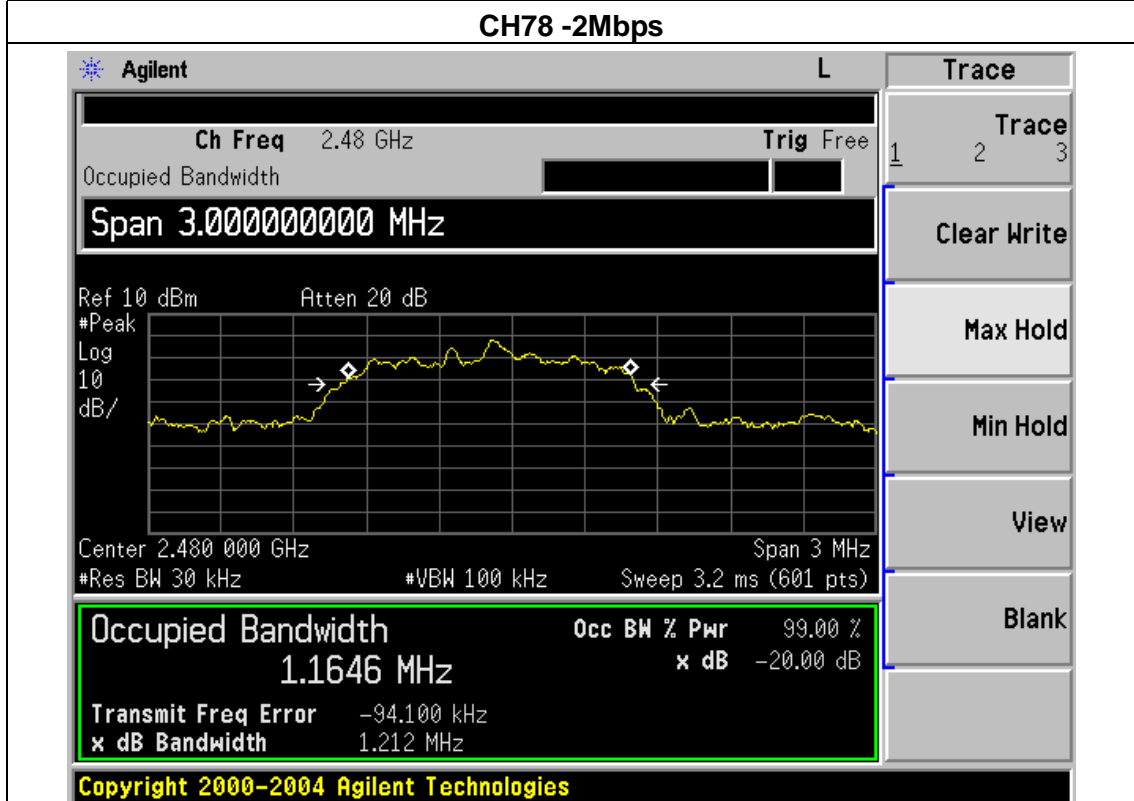 CH78 -2Mbps
Agilent L Trace
Ch Freq 2.48 GHz Trig Free
Occupied Bandwidth
Trace
1 2 3
Span 3.000000000 MHz
Clear Write
Ref 10 dBm Atten 20 dB
#Peak
Log
10
dB/
Max Hold
Min Hold
View
Center 2.480 000 GHz Span 3 MHz
#Res BW 30 kHz #VBW 100 kHz Sweep 3.2 ms (601 pts)
Blank
Occupied Bandwidth Occ BW % Pwr 99.00 %
1.1646 MHz x dB -20.00 dB
Transmit Freq Error -94.100 kHz
x dB Bandwidth 1.212 MHz
Copyright 2000-2004 Agilent Technologies